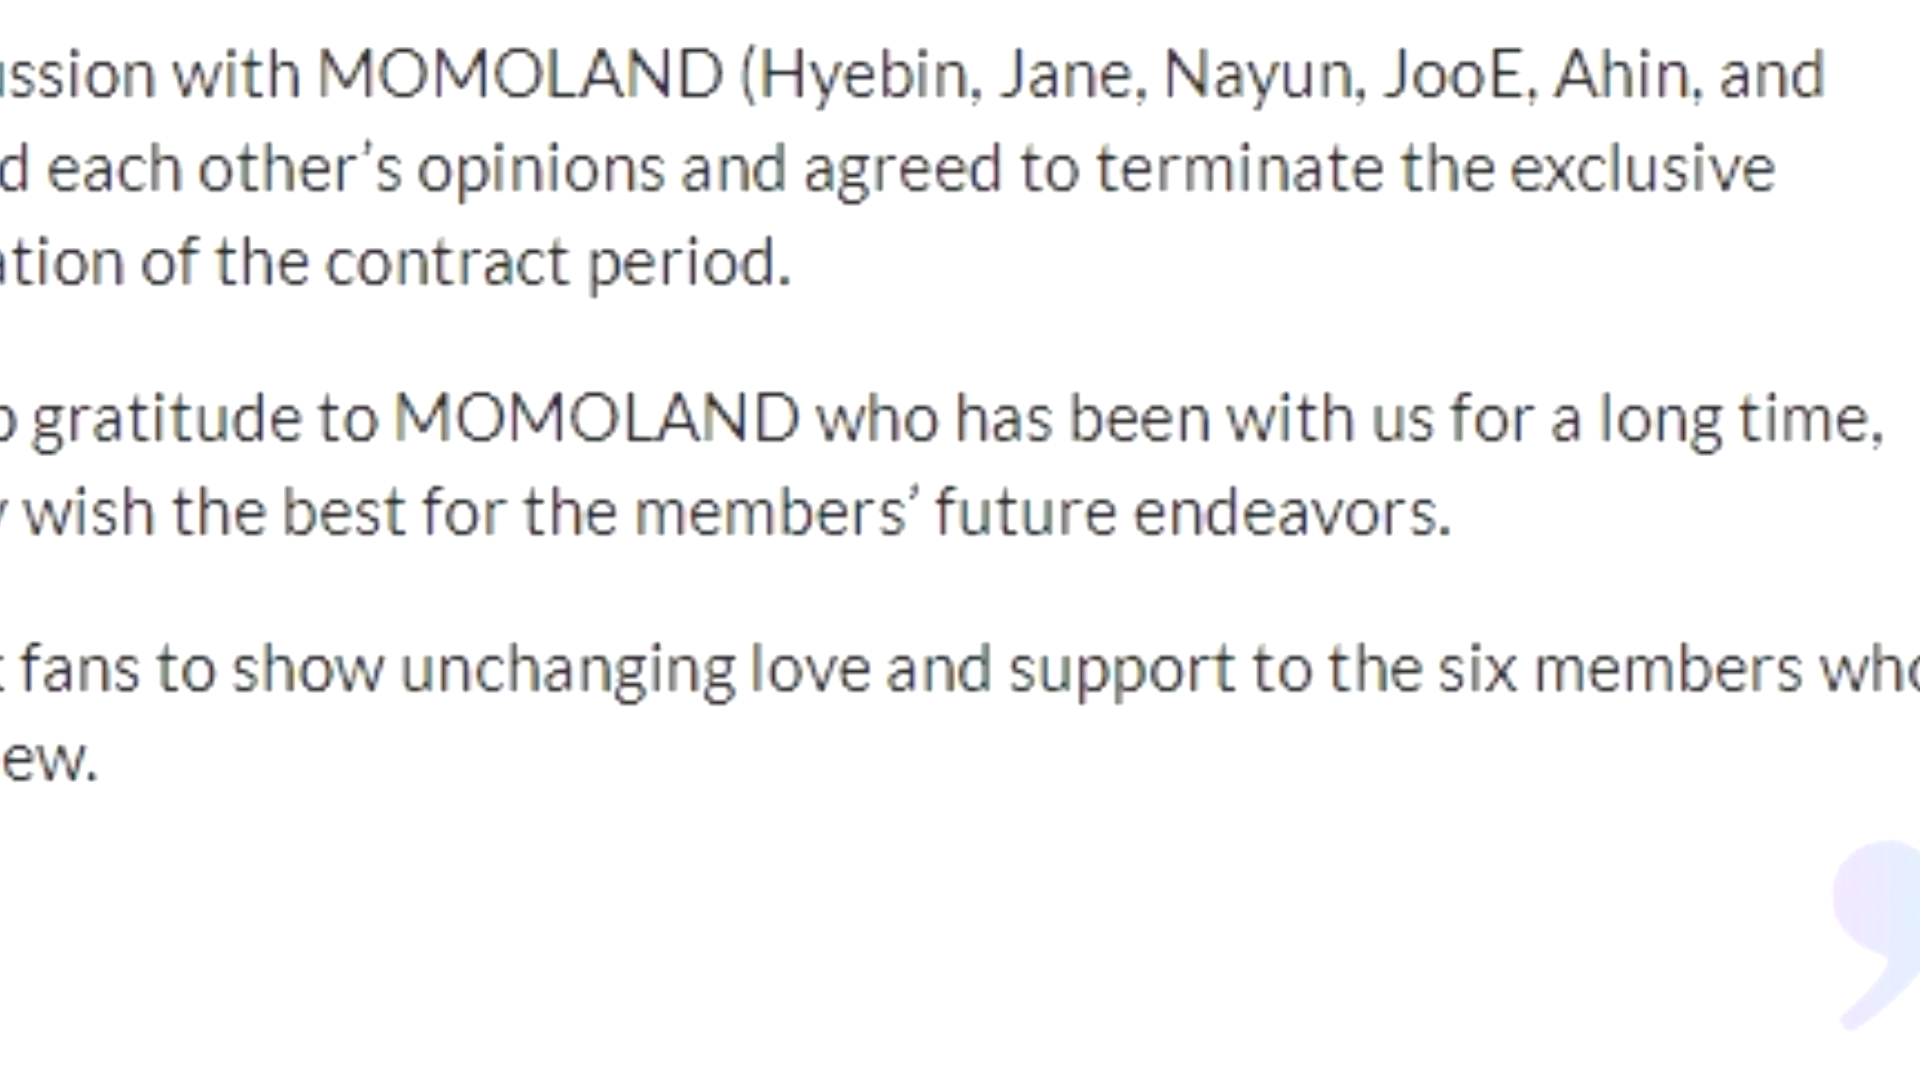 ussion with MOMOLAND (Hyebin, Jane, Nayun, JooE, Ahin, and
d each other’s opinions and agreed to terminate the exclusive
ation of the contract period.
gratitude to MOMOLAND who has been with us for a long time,
wish the best for the members’ future endeavors.
fans to show unchanging love and support to the six members who
ew.